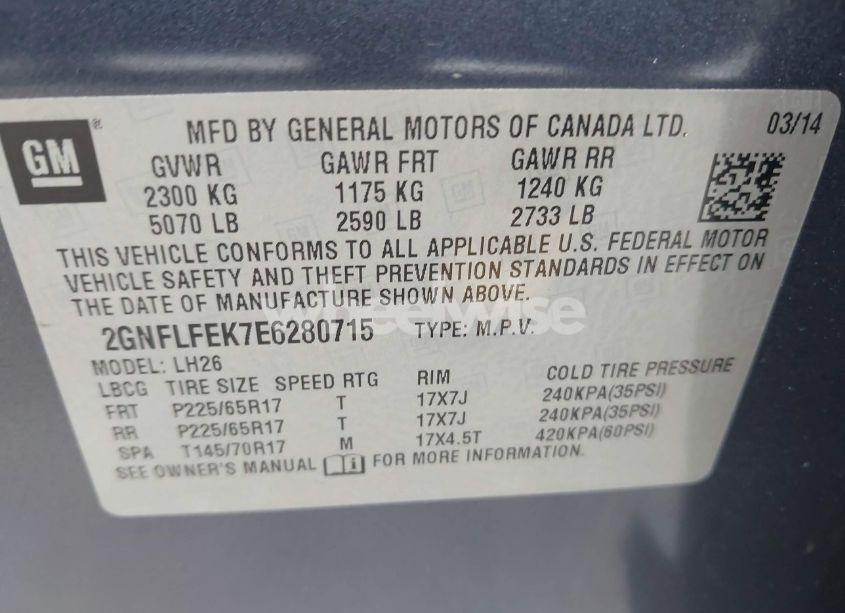 GM ®
MFD BY GENERAL MOTORS OF CANADA LTD. 03/14
GVWR GAWR FRT GAWR RR
2300 KG 1175 KG 1240 KG
5070 LB 2590 LB 2733 LB
THIS VEHICLE CONFORMS TO ALL APPLICABLE U.S. FEDERAL MOTOR
VEHICLE SAFETY AND THEFT PREVENTION STANDARDS IN EFFECT ON
THE DATE OF MANUFACTURE SHOWN ABOVE.
wheelwise
2GNFLFEK7E6280715 TYPE: M.P.V.
MODEL: LH26
LBCG TIRE SIZE SPEED RTG RIM COLD TIRE PRESSURE
FRT P225/65R17 T 17X7J 240KPA(35PSI)
RR P225/65R17 T 17X7J 240KPA(35PSI)
SPA T145/70R17 M 17X4.5T 420KPA(60PSI)
SEE OWNER'S MANUAL i FOR MORE INFORMATION.